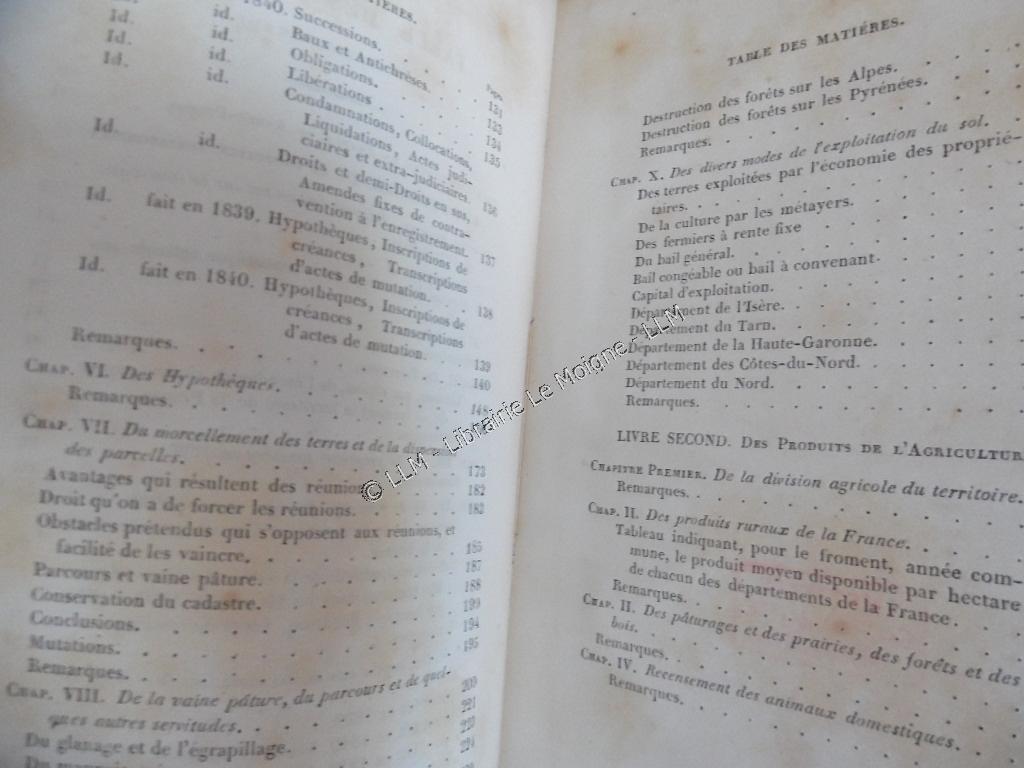 MATIÈRES.
1840. Successions.
Id. id. Baux et Antichrèses.
Pages
Id. id. Obligations. 131
Id. id. Libérations 133
id. Condamnations, Collocations, 134
Liquidations, Actes judi- 135
ciaires et extra-judiciaires.
Id. id. Droits et demi-Droits en sus, 136
Amendes fixes de contra-
vention à l'enregistrement.
Id. fait en 1839. Hypothèques, Inscriptions de 137
créances, Transcriptions
d'actes de mutation.
Id. fait en 1840. Hypothèques, Inscriptions de 138
créances, Transcriptions
d'actes de mutation.
Remarques. 139
CHAP. VI. Des Hypothèques. 140
Remarques. 148
CHAP. VII. Du morcellement des terres et de la
des parcelles. 173
Avantages qui résultent des réunions 182
Droit qu'on a de forcer les réunions. 183
Obstacles prétendus qui s'opposent aux réunions, et
facilité de les vaincre. 185
Parcours et vaine pâture. 187
Conservation du cadastre. 188
Conclusions. 199
Mutations. 194
Remarques. 195
CHAP. VIII. De la vaine pâture, du parcours et de quel-
ques autres servitudes. 209
Du glanage et de l'égrapillage. 221
TABLE DES MATIÉRES.
Destruction des forêts sur les Alpes.
Destruction des forêts sur les Pyrénées.
Remarques.
CHAP. X. Des divers modes de l'exploitation du sol.
Des terres exploitées par l'économie des proprié-
taires.
De la culture par les métayers.
Des fermiers à rente fixe
Du bail général.
Bail congéable ou bail à convenant.
Capital d'exploitation.
Département de l'Isère.
Département du Tarn.
Département de la Haute-Garonne.
Département des Côtes-du-Nord.
Département du Nord.
Remarques.
LIVRE SECOND. DES PRODUITS DE L'AGRICULTUR
CHAPITRE PREMIER. De la division agricole du territoire.
Remarques.
CHAP. II. Des produits ruraux de la France.
Tableau indiquant, pour le froment, année com-
mune, le produit moyen disponible par hectare
de chacun des départements de la France.
Remarques.
CHAP. II. Des pâturages et des prairies, des forêts et des
bois.
Remarques.
CHAP. IV. Recensement des animaux domestiques.
Remarques.
© LLM - Librairie Le Moigne - LLM